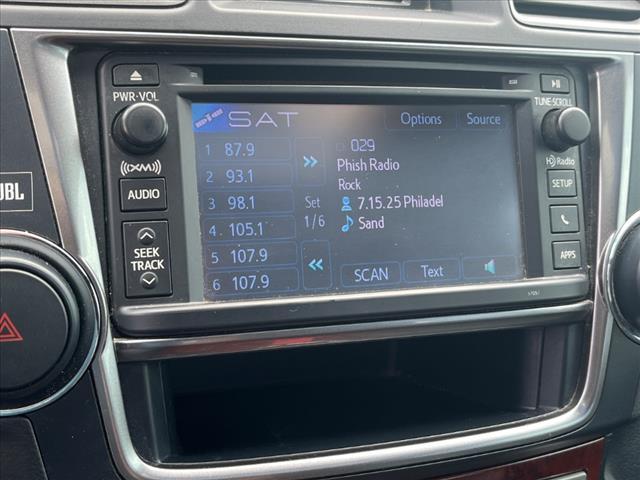 PWR•VOL
TUNE•SCROLL
SAT
Options
Source
1 87.9
2 93.1
3 98.1
4 105.1
5 107.9
6 107.9
Set
1/6
CH 029
Phish Radio
Rock
7.15.25 Philadel
Sand
SCAN
Text
((XM))
AUDIO
SEEK
TRACK
HD Radio
SETUP
APPS
JBL